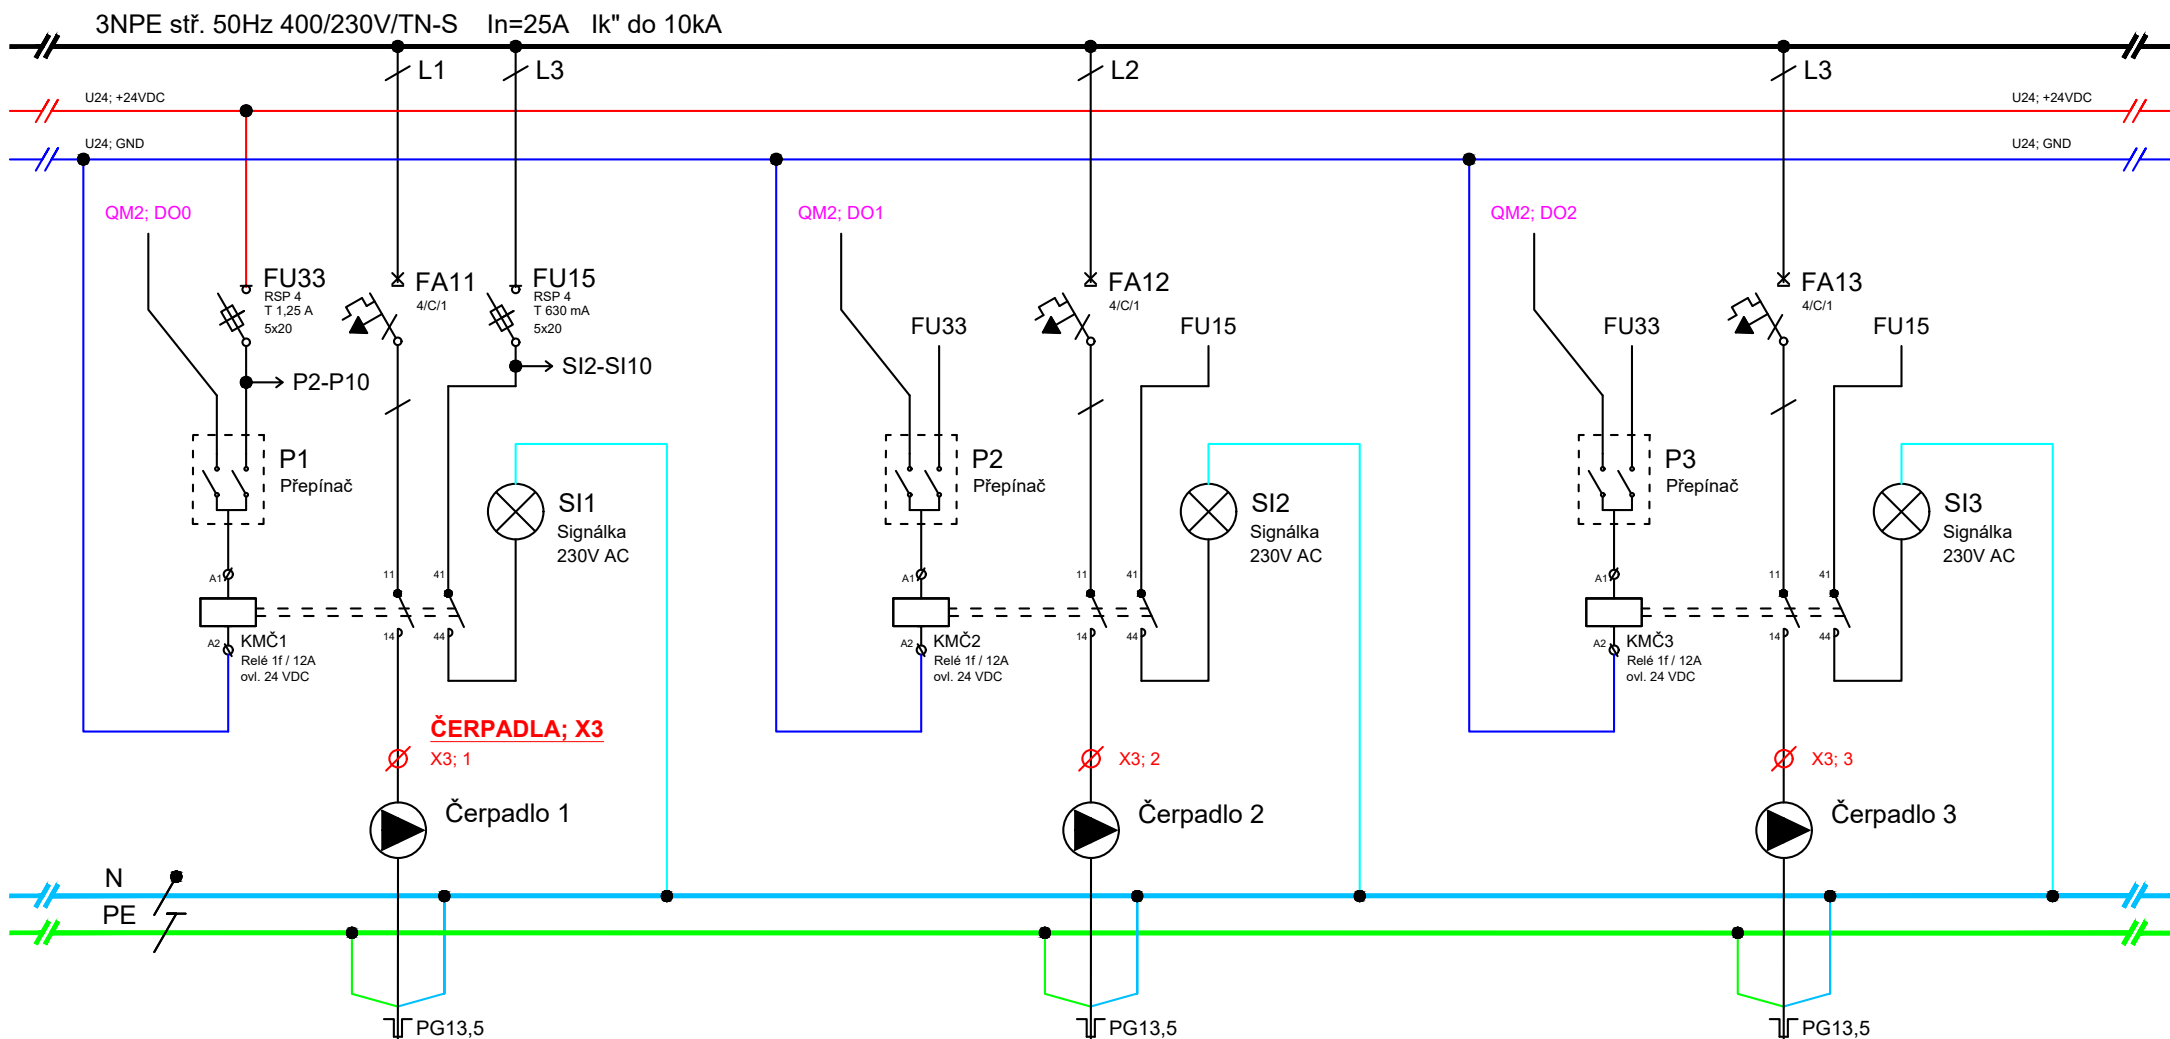 3NPE stř. 50Hz 400/230V/TN-S In=25A Ik" do 10kA
L1
L3
L2
L3
U24; +24VDC
U24; +24VDC
U24; GND
U24; GND
QM2; DO0
QM2; DO1
QM2; DO2
FU33
RSP 4
T 1,25 A
5x20
FA11
4/C/1
FU15
RSP 4
T 630 mA
5x20
FA12
4/C/1
FA13
4/C/1
FU33
FU15
FU33
FU15
P2-P10
SI2-SI10
P1
Přepínač
SI1
Signálka
230V AC
P2
Přepínač
SI2
Signálka
230V AC
P3
Přepínač
SI3
Signálka
230V AC
A1
11
41
A1
11
41
A1
11
41
A2
14
44
A2
14
44
A2
14
44
KMČ1
Relé 1f / 12A
ovl. 24 VDC
KMČ2
Relé 1f / 12A
ovl. 24 VDC
KMČ3
Relé 1f / 12A
ovl. 24 VDC
ČERPADLA; X3
X3; 1
X3; 2
X3; 3
Čerpadlo 1
Čerpadlo 2
Čerpadlo 3
N
PE
PG13,5
PG13,5
PG13,5